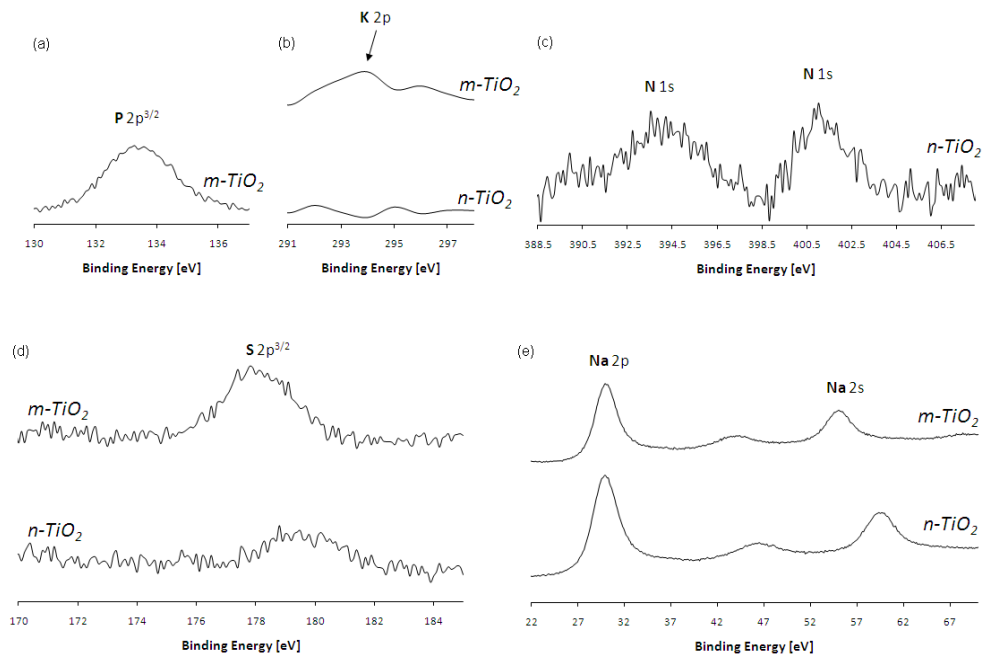 (a)
P 2p3/2
m-TiO2
130 132 134 136
Binding Energy [eV]
(b)
K 2p
m-TiO2
n-TiO2
291 293 295 297
Binding Energy [eV]
(c)
N 1s
N 1s
n-TiO2
388.5 390.5 392.5 394.5 396.5 398.5 400.5 402.5 404.5 406.5
Binding Energy [eV]
(d)
S 2p3/2
m-TiO2
n-TiO2
170 172 174 176 178 180 182 184
Binding Energy [eV]
(e)
Na 2p
Na 2s
m-TiO2
n-TiO2
22 27 32 37 42 47 52 57 62 67
Binding Energy [eV]